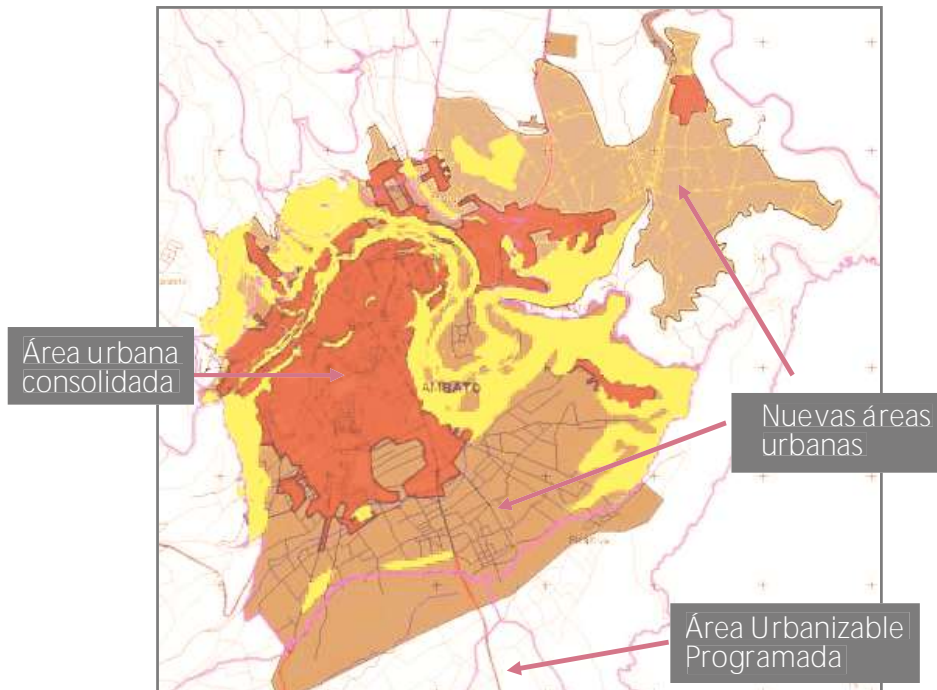 AMBATO
Área urbana
consolidada
Nuevas áreas
urbanas
Área Urbanizable
Programada